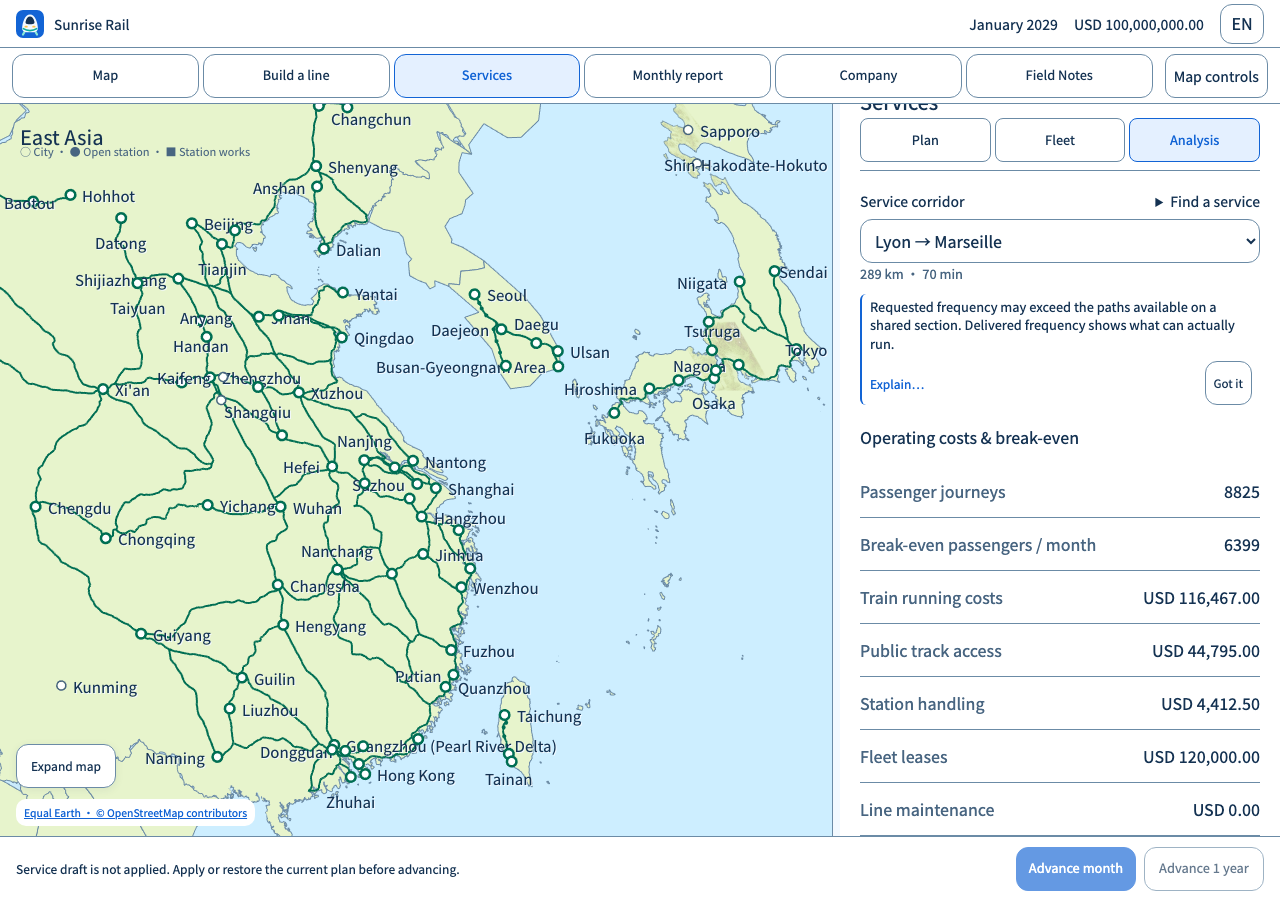 Sunrise Rail
January 2029
USD 100,000,000.00
EN
Map
Build a line
Services
Monthly report
Company
Field Notes
Map controls
East Asia
City • Open station • Station works
Changchun
Shenyang
Anshan
Hohhot
Baotou
Datong
Beijing
Dalian
Tianjin
Shijiazhuang
Taiyuan
Yantai
Anyang
Jinan
Handan
Qingdao
Kaifeng
Zhengzhou
Xi'an
Xuzhou
Shangqiu
Nanjing
Hefei
Nantong
Suzhou
Shanghai
Chengdu
Yichang
Wuhan
Hangzhou
Chongqing
Nanchang
Jinhua
Changsha
Wenzhou
Guiyang
Hengyang
Fuzhou
Kunming
Guilin
Putian
Quanzhou
Liuzhou
Taichung
Nanning
Dongguan
Guangzhou (Pearl River Delta)
Hong Kong
Tainan
Zhuhai
Sapporo
Shin-Hakodate-Hokuto
Sendai
Niigata
Seoul
Daejeon
Daegu
Ulsan
Busan-Gyeongnam Area
Tsuruga
Tokyo
Nagoya
Hiroshima
Osaka
Fukuoka
Expand map
Equal Earth • © OpenStreetMap contributors
Services
Plan
Fleet
Analysis
Service corridor
▶ Find a service
Lyon → Marseille
289 km • 70 min
Requested frequency may exceed the paths available on a
shared section. Delivered frequency shows what can actually
run.
Explain…
Got it
Operating costs & break-even
Passenger journeys 8825
Break-even passengers / month 6399
Train running costs USD 116,467.00
Public track access USD 44,795.00
Station handling USD 4,412.50
Fleet leases USD 120,000.00
Line maintenance USD 0.00
Service draft is not applied. Apply or restore the current plan before advancing.
Advance month
Advance 1 year